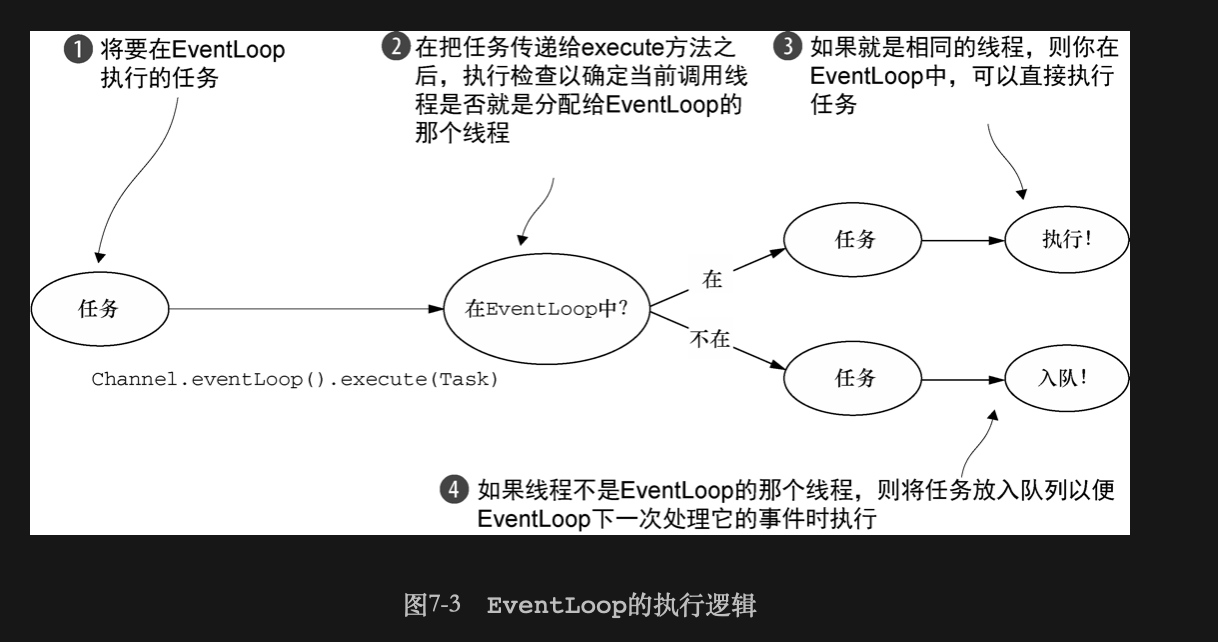 1 将要在EventLoop
执行的任务
2 在把任务传递给execute方法之
后，执行检查以确定当前调用线
程是否就是分配给EventLoop的
那个线程
3 如果就是相同的线程，则你在
EventLoop中，可以直接执行
任务
任务
Channel.eventLoop().execute(Task)
在EventLoop中？
在
任务
执行！
不在
任务
入队！
4 如果线程不是EventLoop的那个线程，则将任务放入队列以便
EventLoop下一次处理它的事件时执行
图7-3 EventLoop的执行逻辑